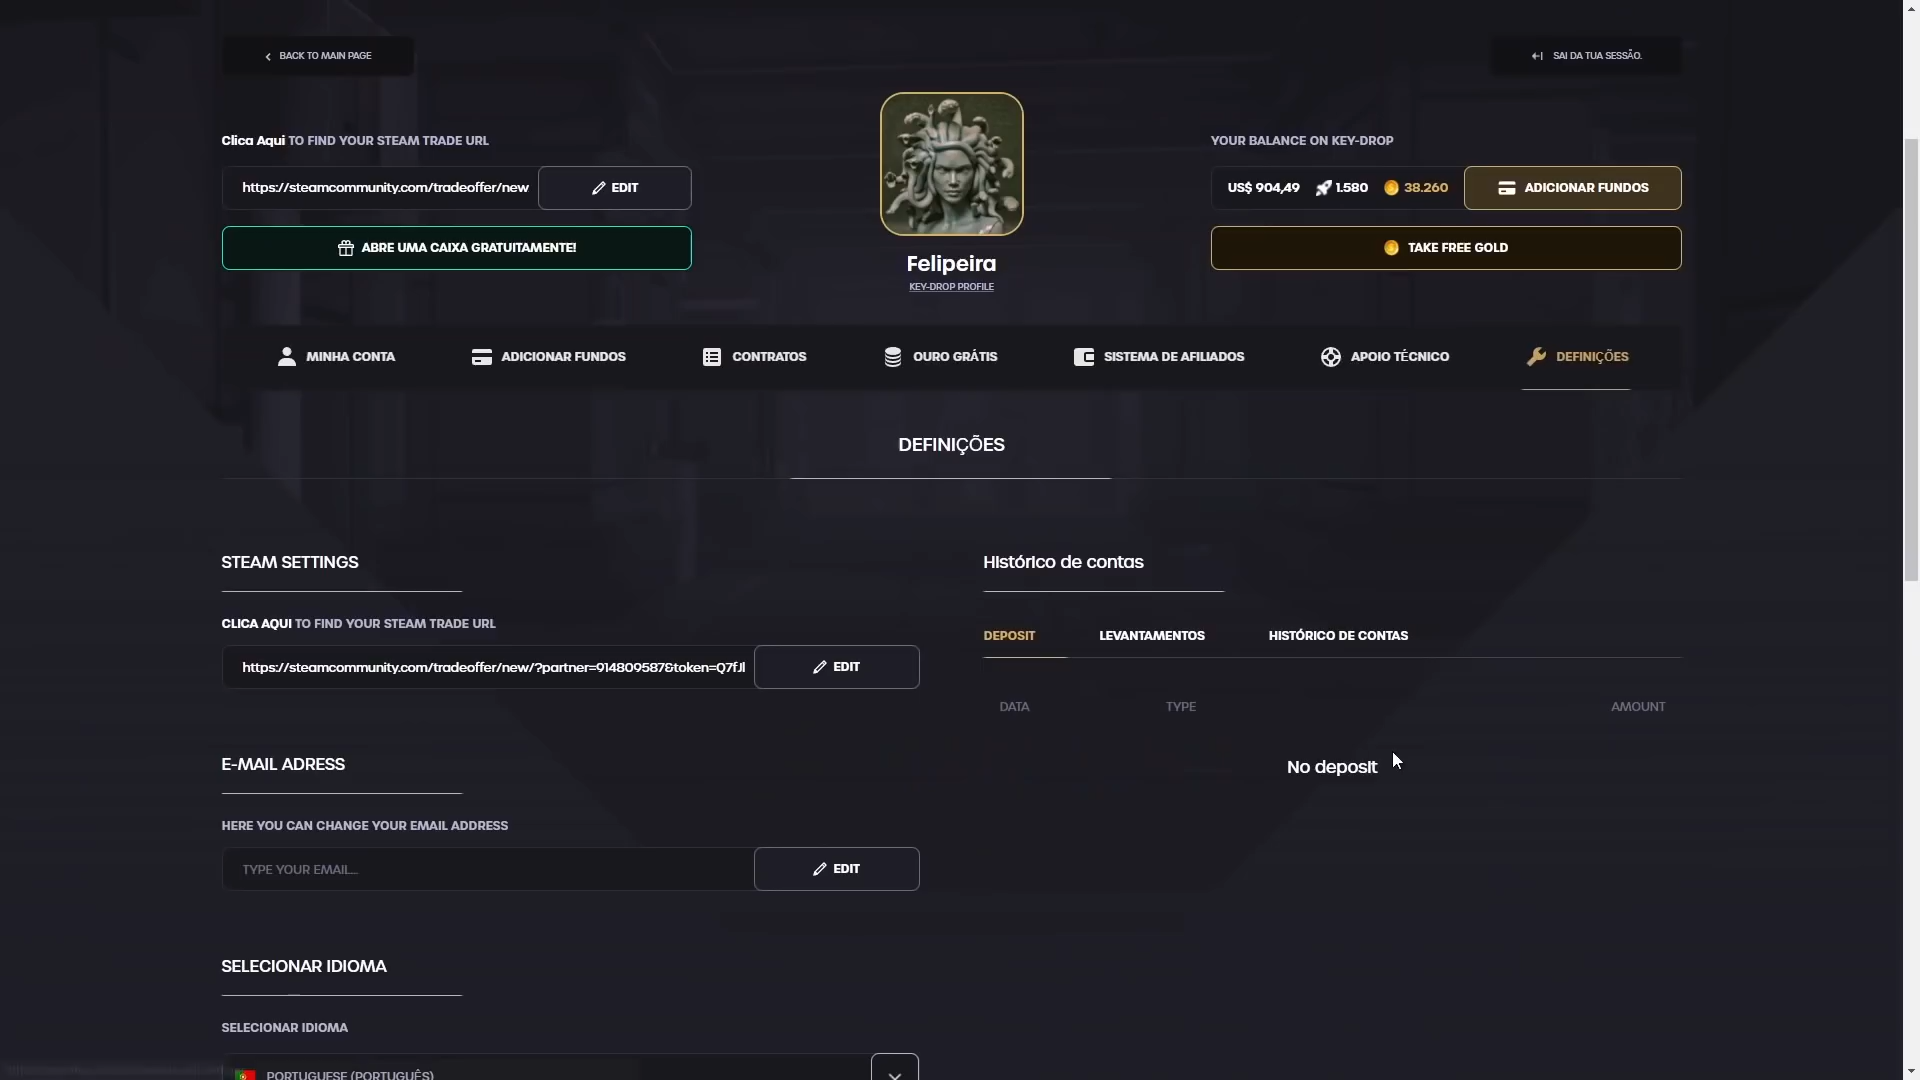 BACK TO MAIN PAGE
SAI DA TUA SESSÃO.
Clica Aqui TO FIND YOUR STEAM TRADE URL
https://steamcommunity.com/tradeoffer/new
EDIT
ABRE UMA CAIXA GRATUITAMENTE!
Felipeira
KEY-DROP PROFILE
YOUR BALANCE ON KEY-DROP
US$ 904,49 1.580 38.260
ADICIONAR FUNDOS
TAKE FREE GOLD
MINHA CONTA
ADICIONAR FUNDOS
CONTRATOS
OURO GRÁTIS
SISTEMA DE AFILIADOS
APOIO TÉCNICO
DEFINIÇÕES
DEFINIÇÕES
STEAM SETTINGS
CLICA AQUI TO FIND YOUR STEAM TRADE URL
https://steamcommunity.com/tradeoffer/new/?partner=914809587&token=Q7fJl
EDIT
E-MAIL ADRESS
HERE YOU CAN CHANGE YOUR EMAIL ADDRESS
TYPE YOUR EMAIL...
EDIT
SELECIONAR IDIOMA
SELECIONAR IDIOMA
PORTUGUESE (PORTUGUÊS)
Histórico de contas
DEPOSIT
LEVANTAMENTOS
HISTÓRICO DE CONTAS
DATA
TYPE
AMOUNT
No deposit